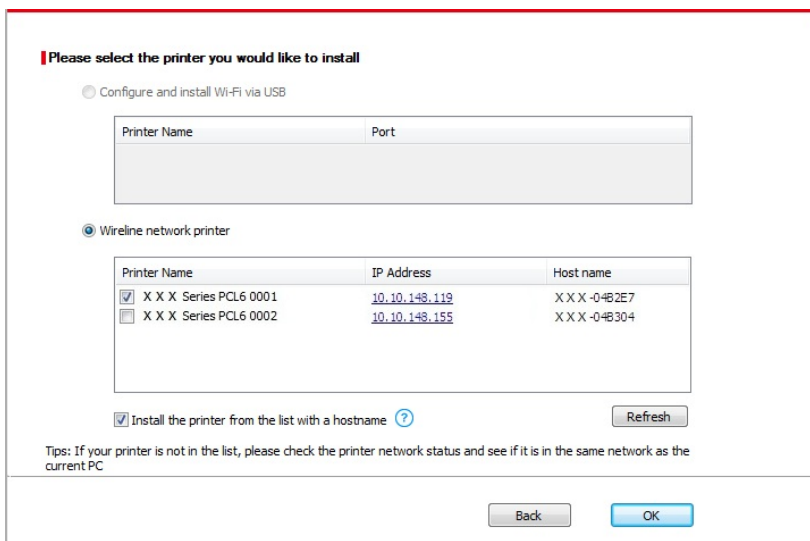 Please select the printer you would like to install
Configure and install Wi-Fi via USB
Printer Name Port
Wireline network printer
Printer Name IP Address Host name
X X X Series PCL6 0001 10.10.148.119 X X X -04B2E7
X X X Series PCL6 0002 10.10.148.155 X X X -04B304
Install the printer from the list with a hostname ? Refresh
Tips: If your printer is not in the list, please check the printer network status and see if it is in the same network as the
current PC
Back OK